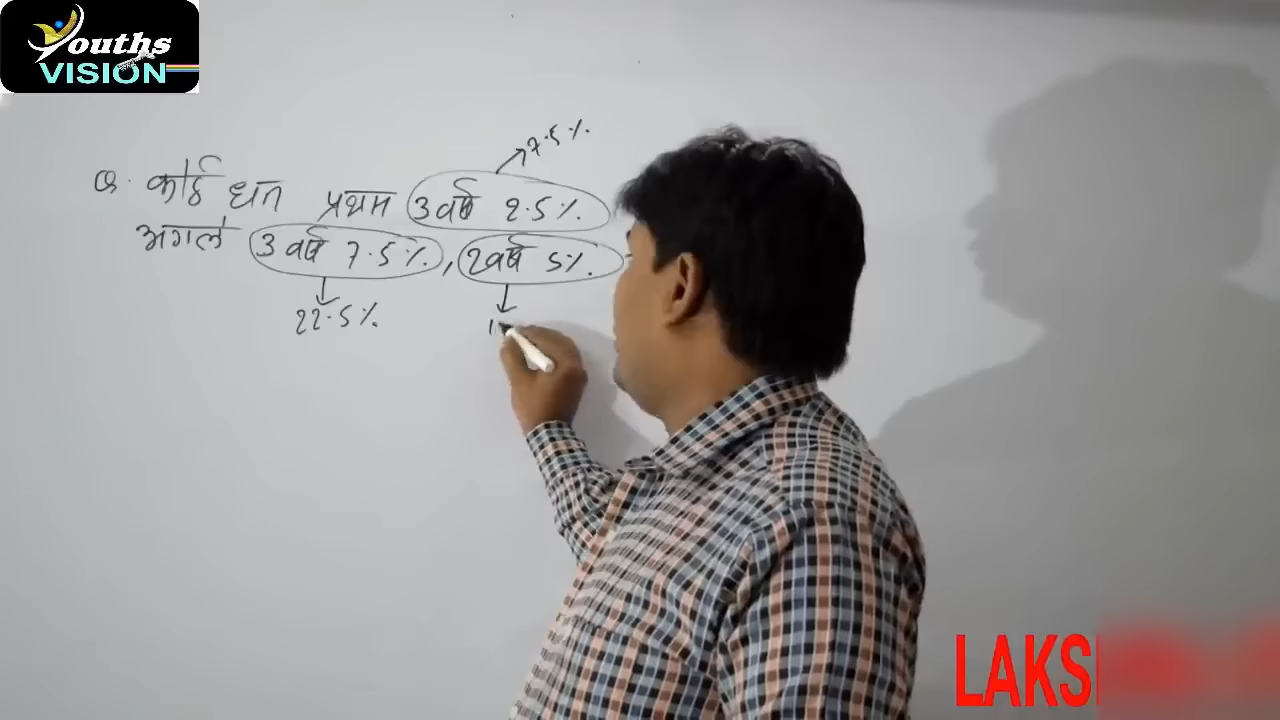 Youths
VISION
7.5%
Q. कोई धन प्रथम 3 वर्ष 2.5%
अगले 3 वर्ष 7.5%, 2 वर्ष 5%
22.5%
1
LAKS